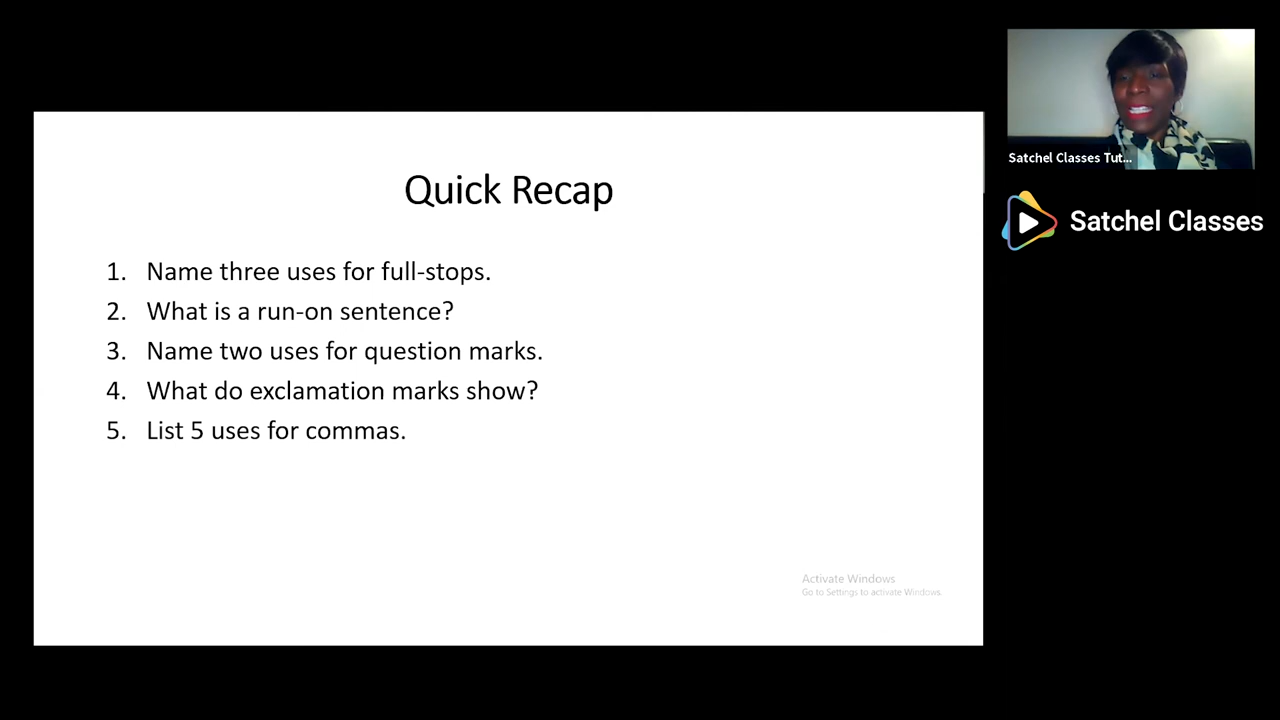 Quick Recap
1. Name three uses for full-stops.
2. What is a run-on sentence?
3. Name two uses for question marks.
4. What do exclamation marks show?
5. List 5 uses for commas.
Activate Windows
Go to Settings to activate Windows.
Satchel Classes Tut...
Satchel Classes